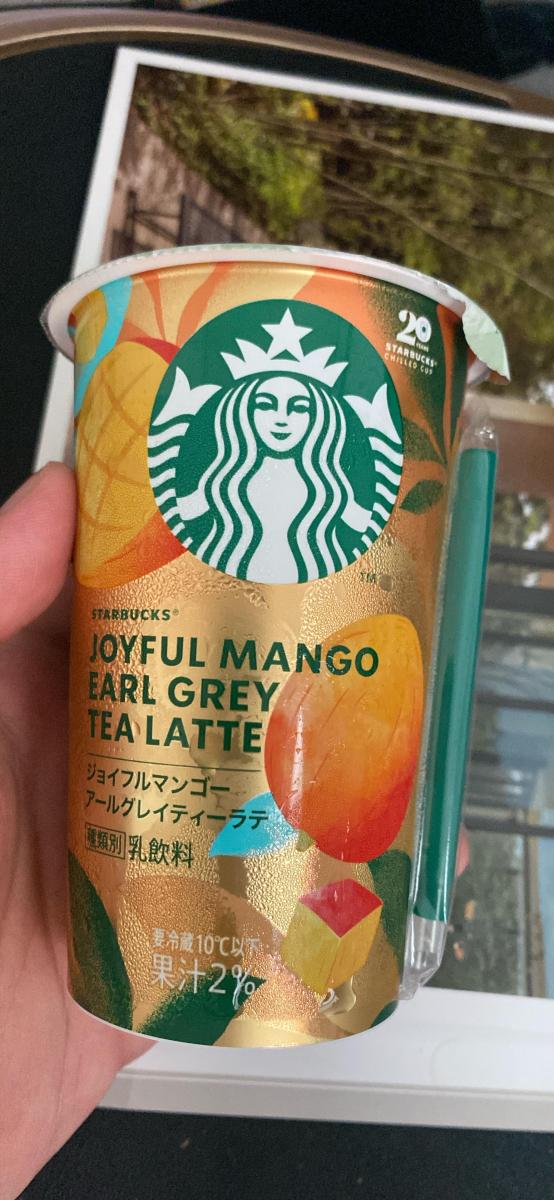 20
YEARS
STARBUCKS®
CHILLED CUP
TM
STARBUCKS®
JOYFUL MANGO
EARL GREY
TEA LATTE
ジョイフルマンゴー
アールグレイティーラテ
種類別 乳飲料
要冷蔵10℃以下
果汁2%